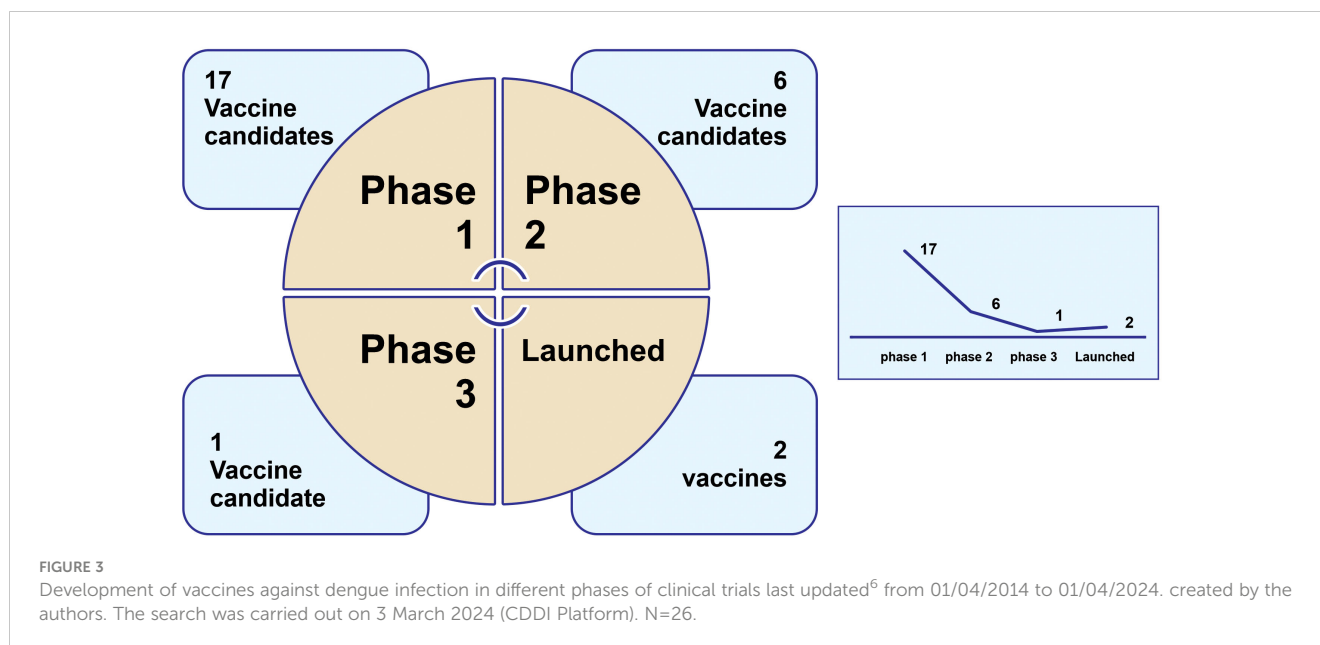 17
Vaccine
candidates
6
Vaccine
candidates
Phase
1
Phase
2
Phase
3
Launched
1
Vaccine
candidate
2
vaccines
17
6
1
2
phase 1 phase 2 phase 3 Launched
FIGURE 3
Development of vaccines against dengue infection in different phases of clinical trials last updated⁶ from 01/04/2014 to 01/04/2024. created by the
authors. The search was carried out on 3 March 2024 (CDDI Platform). N=26.